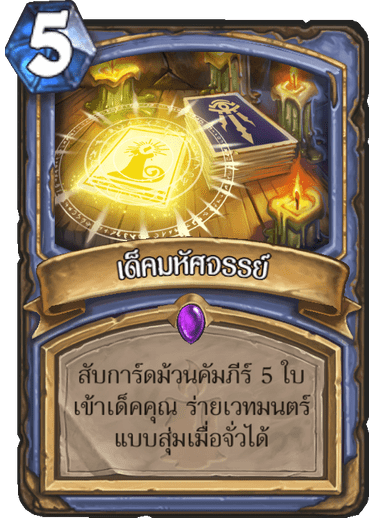 5
เด็คมหัศจรรย์
สับการ์ดม้วนคัมภีร์ 5 ใบ
เข้าเด็คคุณ ร่ายเวทมนตร์
แบบสุ่มเมื่อจั่วได้